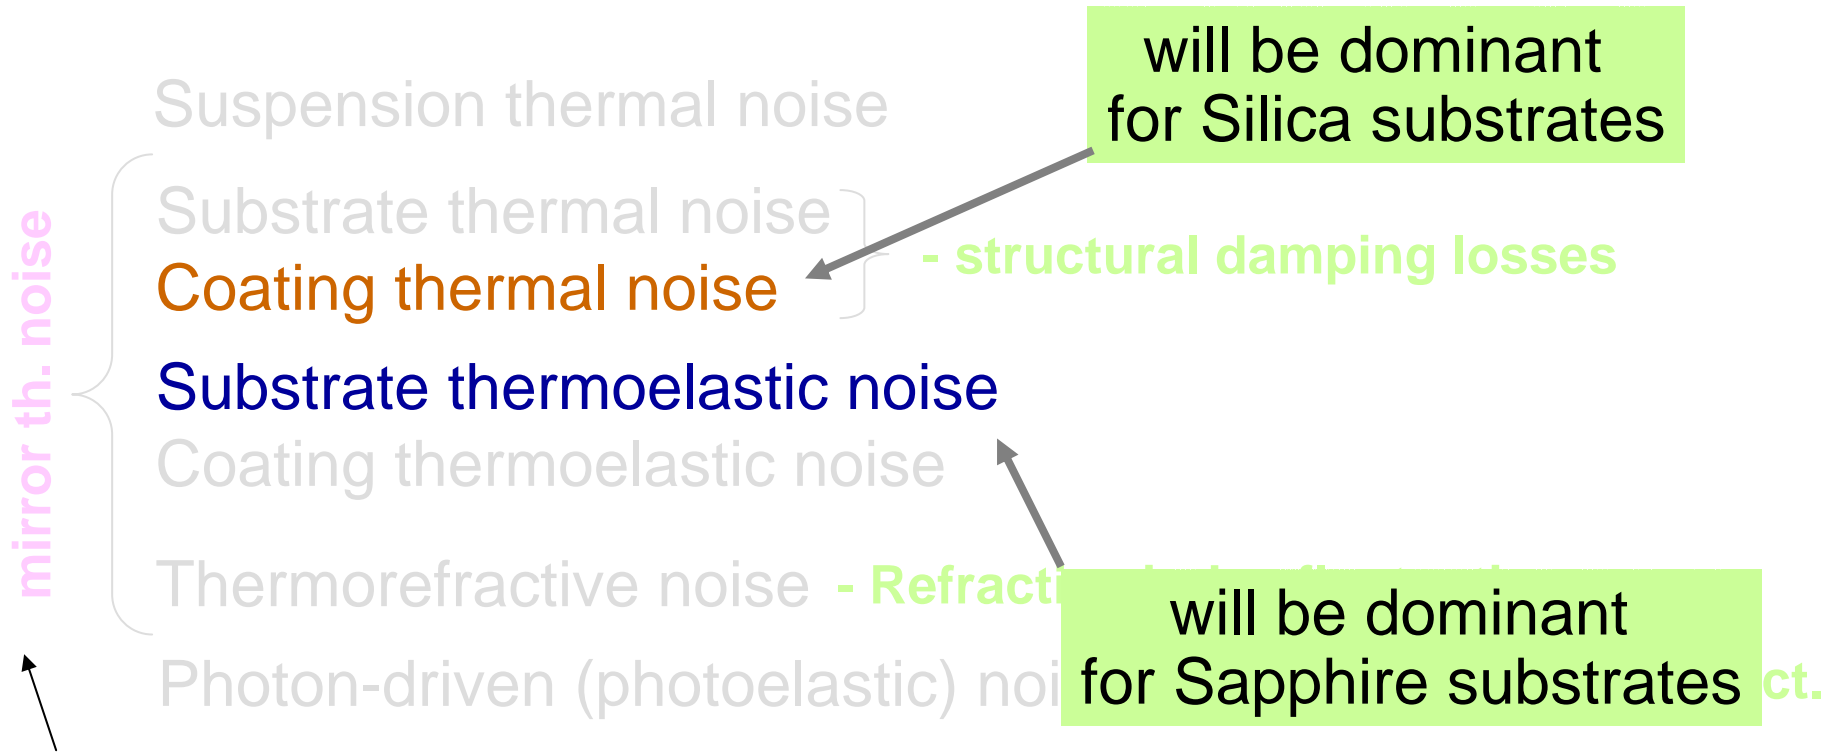 will be dominant
for Silica substrates
Suspension thermal noise
mirror th. noise
Substrate thermal noise
- structural damping losses
Coating thermal noise
Substrate thermoelastic noise
Coating thermoelastic noise
Thermorefractive noise - 
will be dominant
for Sapphire substrates
Photon-driven (photoelastic)